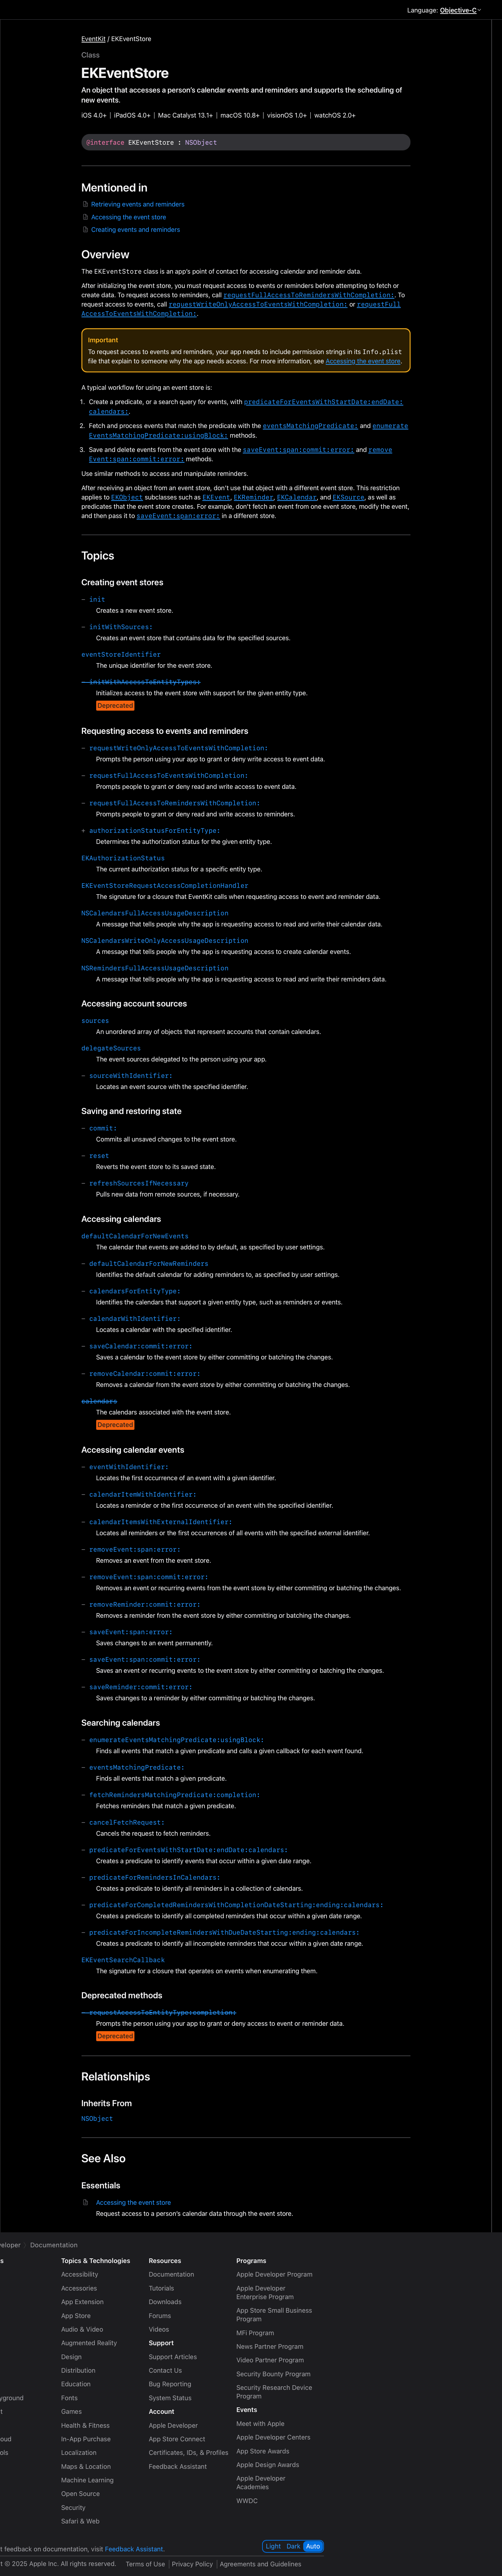 Language: Objective-C
EventKit / EKEventStore
Class
EKEventStore
An object that accesses a person's calendar events and reminders and supports the scheduling of
new events.
iOS 4.0+ | iPadOS 4.0+ | Mac Catalyst 13.1+ | macOS 10.8+ | visionOS 1.0+ | watchOS 2.0+
@interface EKEventStore : NSObject
Mentioned in
Retrieving events and reminders
Accessing the event store
Creating events and reminders
Overview
The EKEventStore class is an app's point of contact for accessing calendar and reminder data.
After initializing the event store, you must request access to events or reminders before attempting to fetch or
create data. To request access to reminders, call requestFullAccessToRemindersWithCompletion:. To
request access to events, call requestWriteOnlyAccessToEventsWithCompletion: or requestFull
AccessToEventsWithCompletion:.
Important
To request access to events and reminders, your app needs to include permission strings in its Info.plist
file that explain to someone why the app needs access. For more information, see Accessing the event store.
A typical workflow for using an event store is:
1. Create a predicate, or a search query for events, with predicateForEventsWithStartDate:endDate:
calendars:.
2. Fetch and process events that match the predicate with the eventsMatchingPredicate: and enumerate
EventsMatchingPredicate:usingBlock: methods.
3. Save and delete events from the event store with the saveEvent:span:commit:error: and remove
Event:span:commit:error: methods.
Use similar methods to access and manipulate reminders.
After receiving an object from an event store, don't use that object with a different event store. This restriction
applies to EKObject subclasses such as EKEvent, EKReminder, EKCalendar, and EKSource, as well as
predicates that the event store creates. For example, don't fetch an event from one event store, modify the event,
and then pass it to saveEvent:span:error: in a different store.
Topics
Creating event stores
- init
Creates a new event store.
- initWithSources:
Creates an event store that contains data for the specified sources.
eventStoreIdentifier
The unique identifier for the event store.
- initWithAccessToEntityTypes:
Initializes access to the event store with support for the given entity type.
Deprecated
Requesting access to events and reminders
- requestWriteOnlyAccessToEventsWithCompletion:
Prompts the person using your app to grant or deny write access to event data.
- requestFullAccessToEventsWithCompletion:
Prompts people to grant or deny read and write access to event data.
- requestFullAccessToRemindersWithCompletion:
Prompts people to grant or deny read and write access to reminders.
+ authorizationStatusForEntityType:
Determines the authorization status for the given entity type.
EKAuthorizationStatus
The current authorization status for a specific entity type.
EKEventStoreRequestAccessCompletionHandler
The signature for a closure that EventKit calls when requesting access to event and reminder data.
NSCalendarsFullAccessUsageDescription
A message that tells people why the app is requesting access to read and write their calendar data.
NSCalendarsWriteOnlyAccessUsageDescription
A message that tells people why the app is requesting access to create calendar events.
NSRemindersFullAccessUsageDescription
A message that tells people why the app is requesting access to read and write their reminders data.
Accessing account sources
sources
An unordered array of objects that represent accounts that contain calendars.
delegateSources
The event sources delegated to the person using your app.
- sourceWithIdentifier:
Locates an event source with the specified identifier.
Saving and restoring state
- commit:
Commits all unsaved changes to the event store.
- reset
Reverts the event store to its saved state.
- refreshSourcesIfNecessary
Pulls new data from remote sources, if necessary.
Accessing calendars
defaultCalendarForNewEvents
The calendar that events are added to by default, as specified by user settings.
- defaultCalendarForNewReminders
Identifies the default calendar for adding reminders to, as specified by user settings.
- calendarsForEntityType:
Identifies the calendars that support a given entity type, such as reminders or events.
- calendarWithIdentifier:
Locates a calendar with the specified identifier.
- saveCalendar:commit:error:
Saves a calendar to the event store by either committing or batching the changes.
- removeCalendar:commit:error:
Removes a calendar from the event store by either committing or batching the changes.
calendars
The calendars associated with the event store.
Deprecated
Accessing calendar events
- eventWithIdentifier:
Locates the first occurrence of an event with a given identifier.
- calendarItemWithIdentifier:
Locates a reminder or the first occurrence of an event with the specified identifier.
- calendarItemsWithExternalIdentifier:
Locates all reminders or the first occurrences of all events with the specified external identifier.
- removeEvent:span:error:
Removes an event from the event store.
- removeEvent:span:commit:error:
Removes an event or recurring events from the event store by either committing or batching the changes.
- removeReminder:commit:error:
Removes a reminder from the event store by either committing or batching the changes.
- saveEvent:span:error:
Saves changes to an event permanently.
- saveEvent:span:commit:error:
Saves an event or recurring events to the event store by either committing or batching the changes.
- saveReminder:commit:error:
Saves changes to a reminder by either committing or batching the changes.
Searching calendars
- enumerateEventsMatchingPredicate:usingBlock:
Finds all events that match a given predicate and calls a given callback for each event found.
- eventsMatchingPredicate:
Finds all events that match a given predicate.
- fetchRemindersMatchingPredicate:completion:
Fetches reminders that match a given predicate.
- cancelFetchRequest:
Cancels the request to fetch reminders.
- predicateForEventsWithStartDate:endDate:calendars:
Creates a predicate to identify events that occur within a given date range.
- predicateForRemindersInCalendars:
Creates a predicate to identify all reminders in a collection of calendars.
- predicateForCompletedRemindersWithCompletionDateStarting:ending:calendars:
Creates a predicate to identify all completed reminders that occur within a given date range.
- predicateForIncompleteRemindersWithDueDateStarting:ending:calendars:
Creates a predicate to identify all incomplete reminders that occur within a given date range.
EKEventSearchCallback
The signature for a closure that operates on events when enumerating them.
Deprecated methods
- requestAccessToEntityType:completion:
Prompts the person using your app to grant or deny access to event or reminder data.
Deprecated
Relationships
Inherits From
NSObject
See Also
Essentials
Accessing the event store
Request access to a person's calendar data through the event store.
veloper Documentation
s
yground
t
oud
ols
Topics & Technologies
Accessibility
Accessories
App Extension
App Store
Audio & Video
Augmented Reality
Design
Distribution
Education
Fonts
Games
Health & Fitness
In-App Purchase
Localization
Maps & Location
Machine Learning
Open Source
Security
Safari & Web
Resources
Documentation
Tutorials
Downloads
Forums
Videos
Support
Support Articles
Contact Us
Bug Reporting
System Status
Account
Apple Developer
App Store Connect
Certificates, IDs, & Profiles
Feedback Assistant
Programs
Apple Developer Program
Apple Developer
Enterprise Program
App Store Small Business
Program
MFi Program
News Partner Program
Video Partner Program
Security Bounty Program
Security Research Device
Program
Events
Meet with Apple
Apple Developer Centers
App Store Awards
Apple Design Awards
Apple Developer
Academies
WWDC
Light Dark Auto
t feedback on documentation, visit Feedback Assistant.
t © 2025 Apple Inc. All rights reserved. Terms of Use | Privacy Policy | Agreements and Guidelines